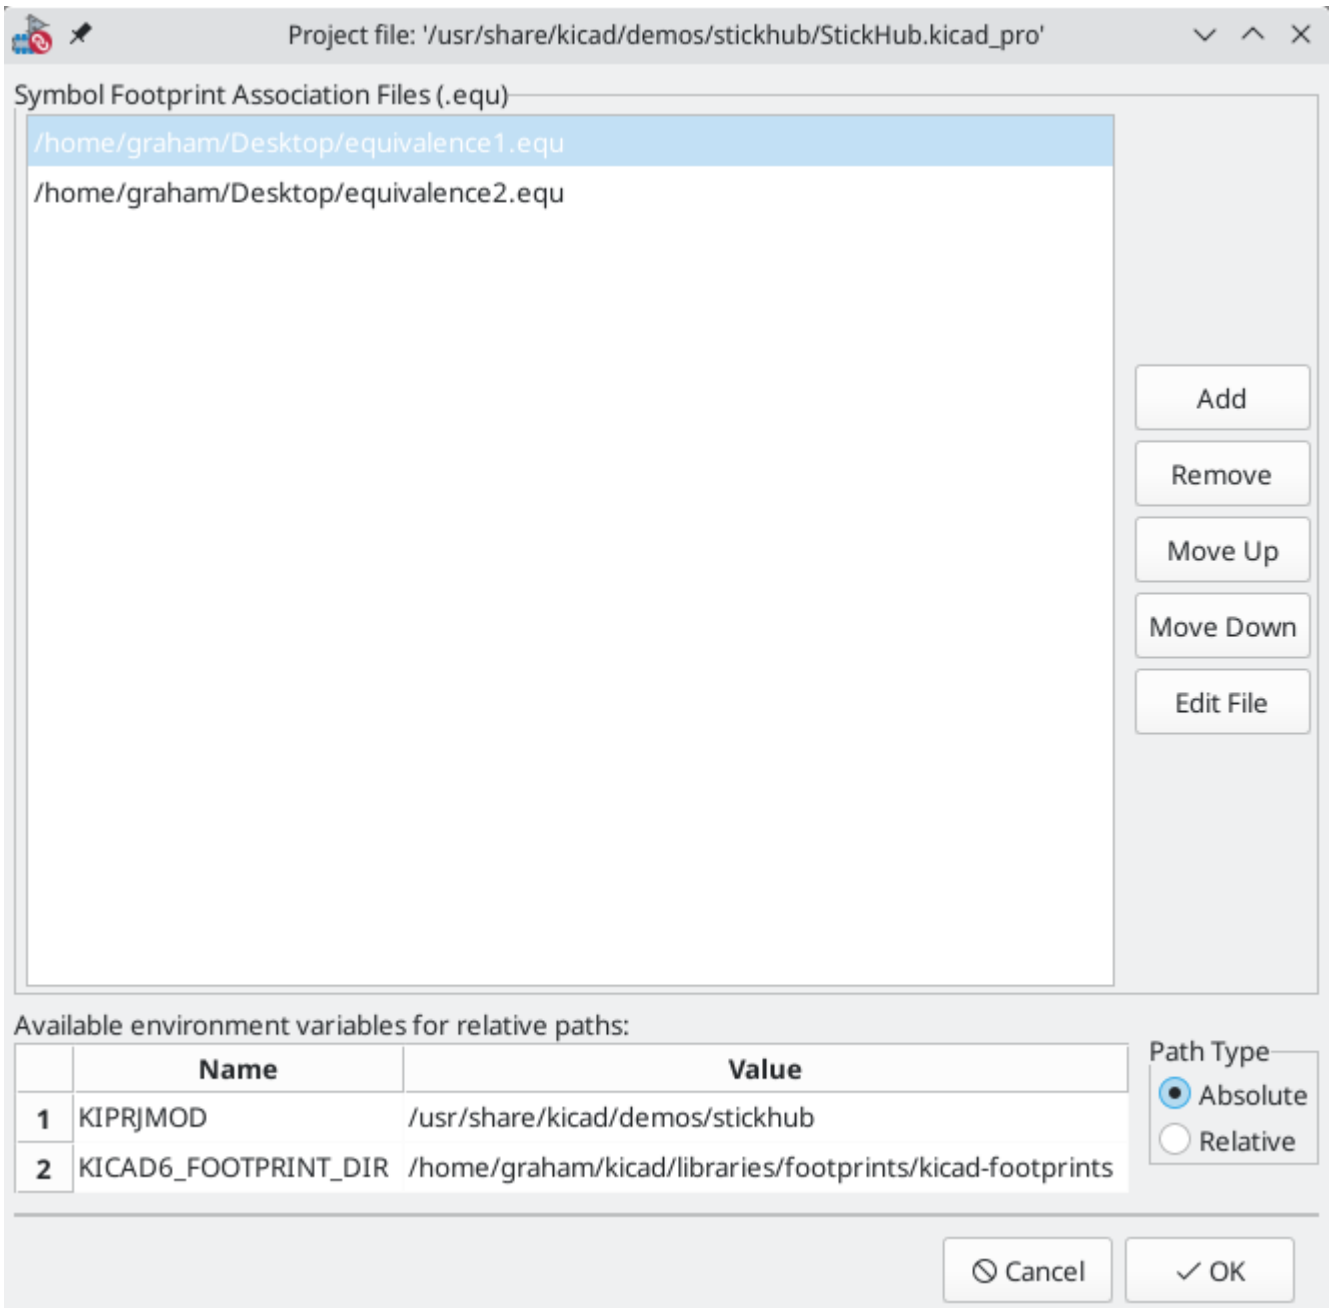 Project file: '/usr/share/kicad/demos/stickhub/StickHub.kicad_pro'
Symbol Footprint Association Files (.equ)
/home/graham/Desktop/equivalence1.equ
/home/graham/Desktop/equivalence2.equ
Add
Remove
Move Up
Move Down
Edit File
Available environment variables for relative paths:
Name Value
1 KIPRJMOD /usr/share/kicad/demos/stickhub
2 KICAD6_FOOTPRINT_DIR /home/graham/kicad/libraries/footprints/kicad-footprints
Path Type
Absolute
Relative
Cancel OK